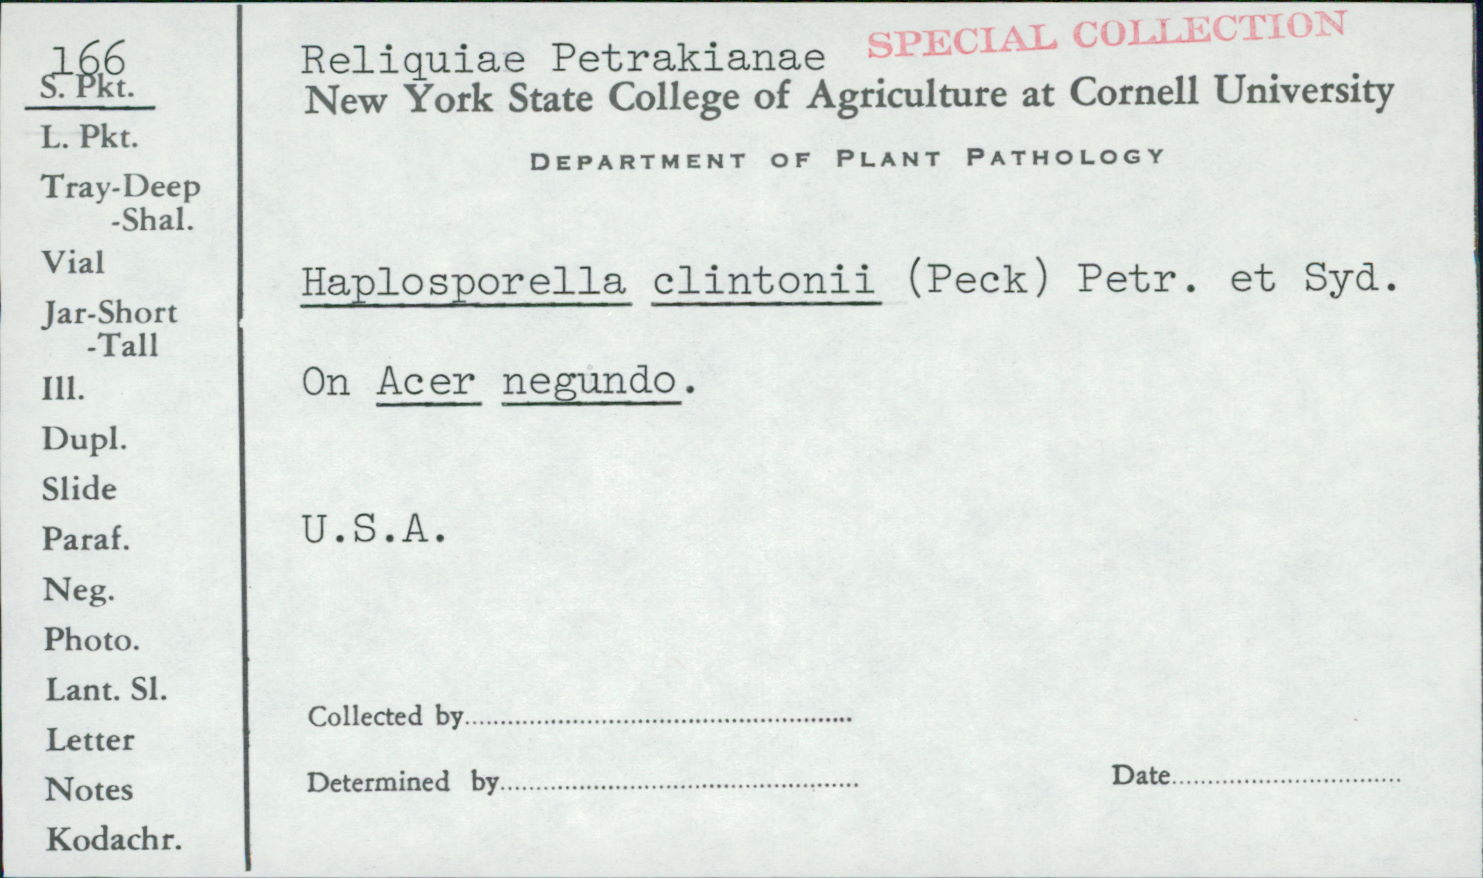 166
S. Pkt.
L. Pkt.
Tray-Deep
-Shal.
Vial
Jar-Short
-Tall
Ill.
Dupl.
Slide
Paraf.
Neg.
Photo.
Lant. Sl.
Letter
Notes
Kodachr.
Reliquiae Petrakianae SPECIAL COLLECTION
New York State College of Agriculture at Cornell University
DEPARTMENT OF PLANT PATHOLOGY
Haplosporella clintonii (Peck) Petr. et Syd.
On Acer negundo.
U.S.A.
Collected by
Determined by
Date